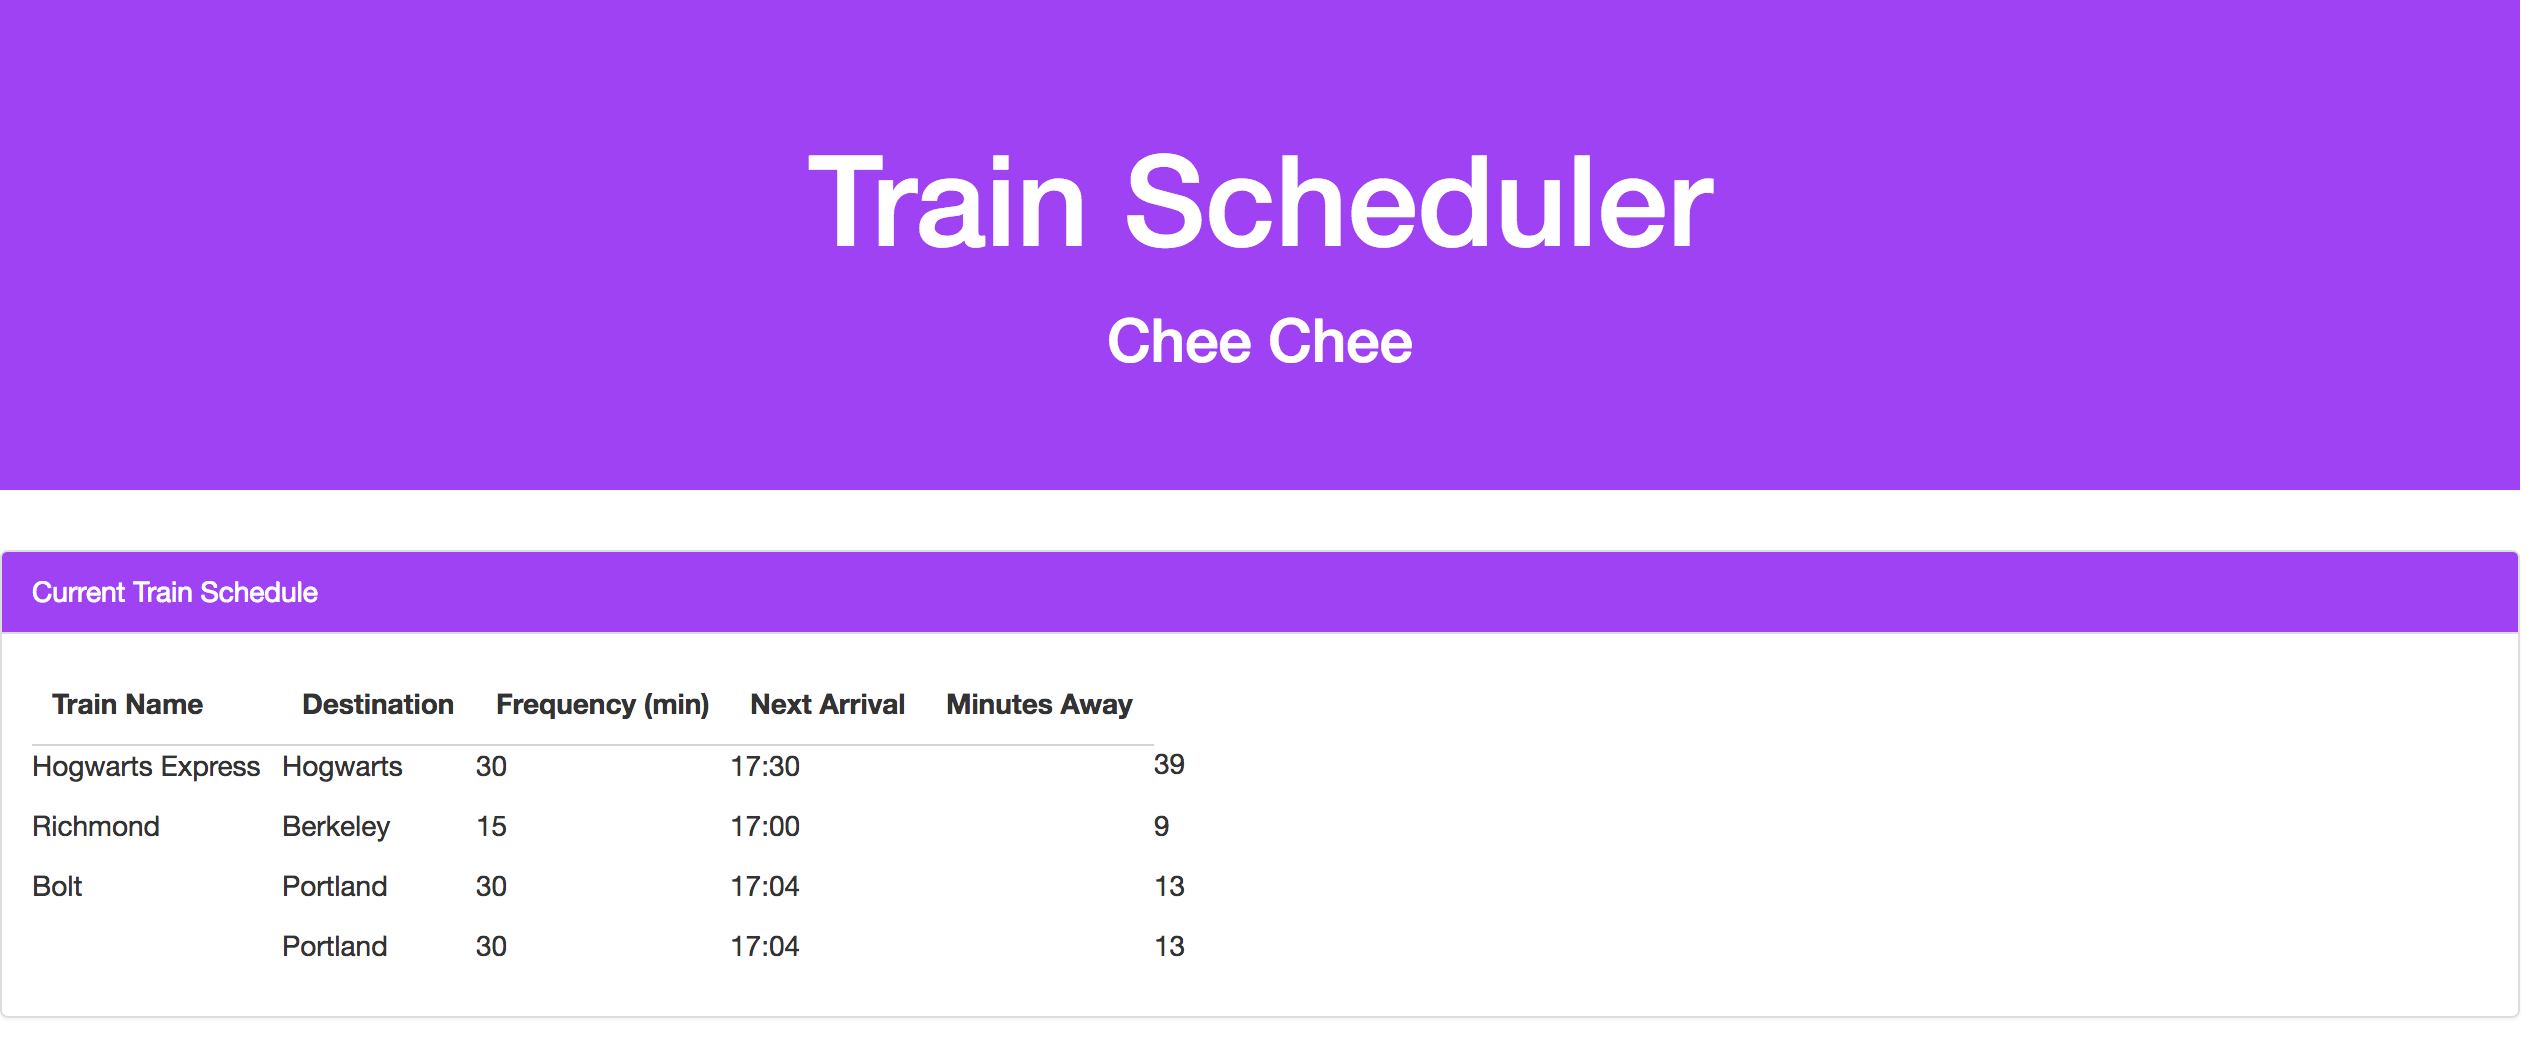 Train Scheduler
Chee Chee
Current Train Schedule
Train Name Destination Frequency (min) Next Arrival Minutes Away
Hogwarts Express Hogwarts 30 17:30 39
Richmond Berkeley 15 17:00 9
Bolt Portland 30 17:04 13
Portland 30 17:04 13